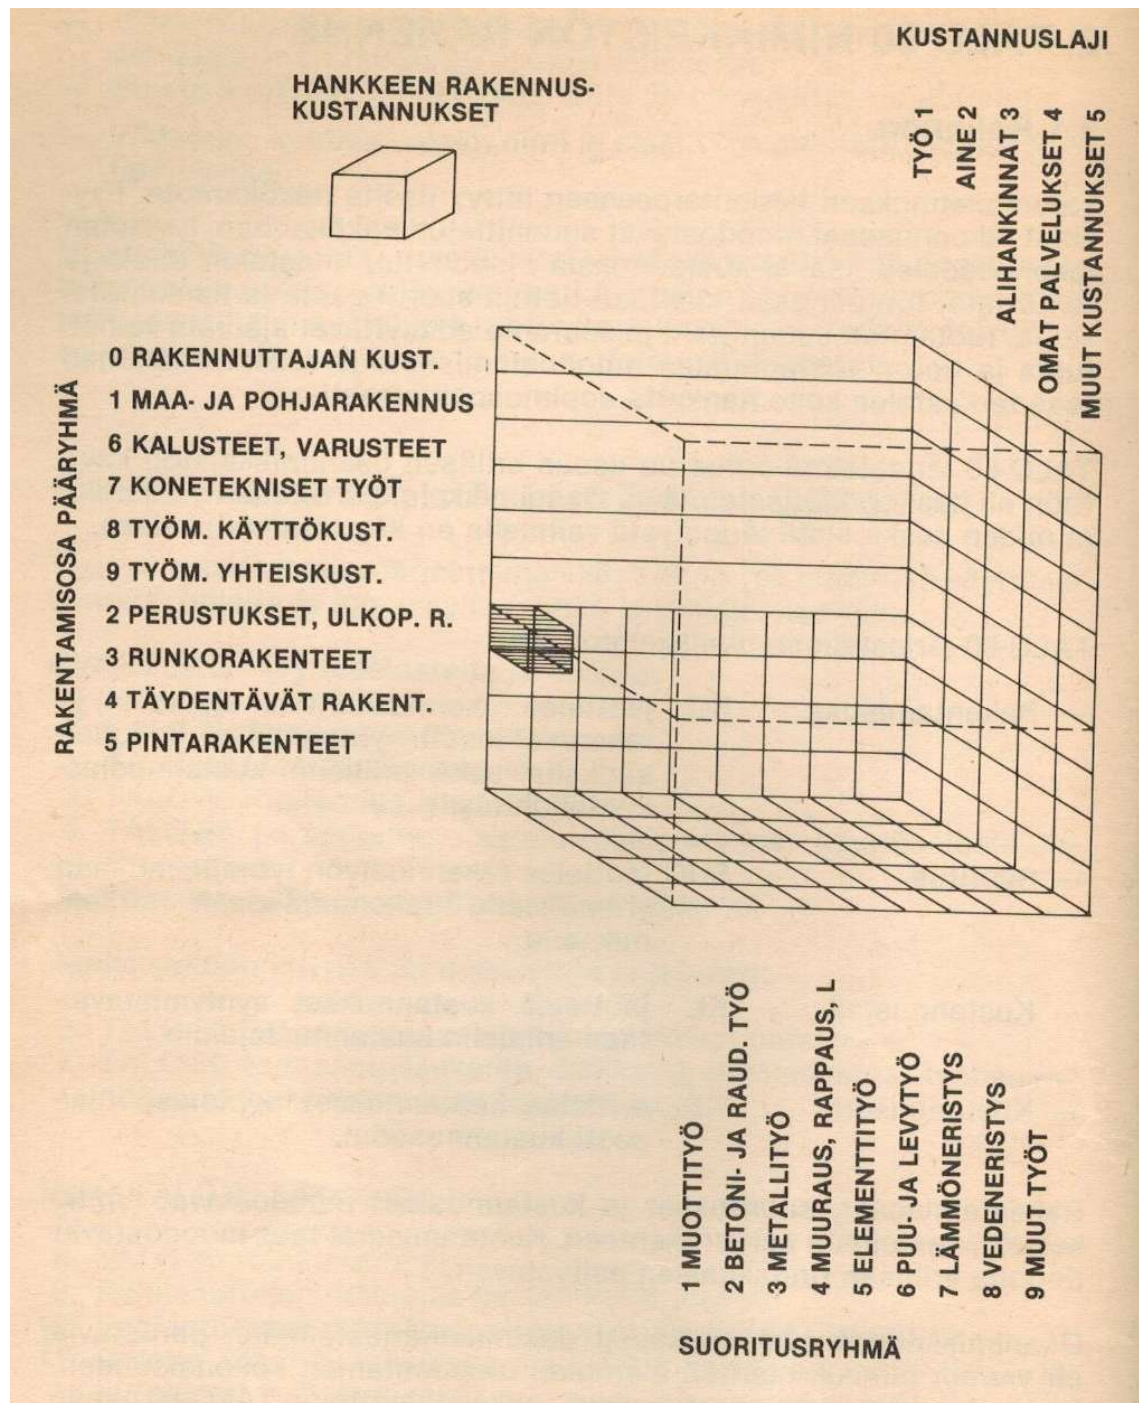 KUSTANNUSLAJI
HANKKEEN RAKENNUS-
KUSTANNUKSET
TYÖ 1
AINE 2
ALIHANKINNAT 3
OMAT PALVELUKSET 4
MUUT KUSTANNUKSET 5
RAKENTAMISOSA PÄÄRYHMÄ
0 RAKENNUTTAJAN KUST.
1 MAA- JA POHJARAKENNUS
6 KALUSTEET, VARUSTEET
7 KONETEKNISET TYÖT
8 TYÖM. KÄYTTÖKUST.
9 TYÖM. YHTEISKUST.
2 PERUSTUKSET, ULKOP. R.
3 RUNKORAKENTEET
4 TÄYDENTÄVÄT RAKENT.
5 PINTARAKENTEET
1 MUOTTITYÖ
2 BETONI- JA RAUD. TYÖ
3 METALLITYÖ
4 MUURAUS, RAPPAUS, L
5 ELEMENTTITYÖ
6 PUU- JA LEVYTYÖ
7 LÄMMÖNERISTYS
8 VEDENERISTYS
9 MUUT TYÖT
SUORITUSRYHMÄ